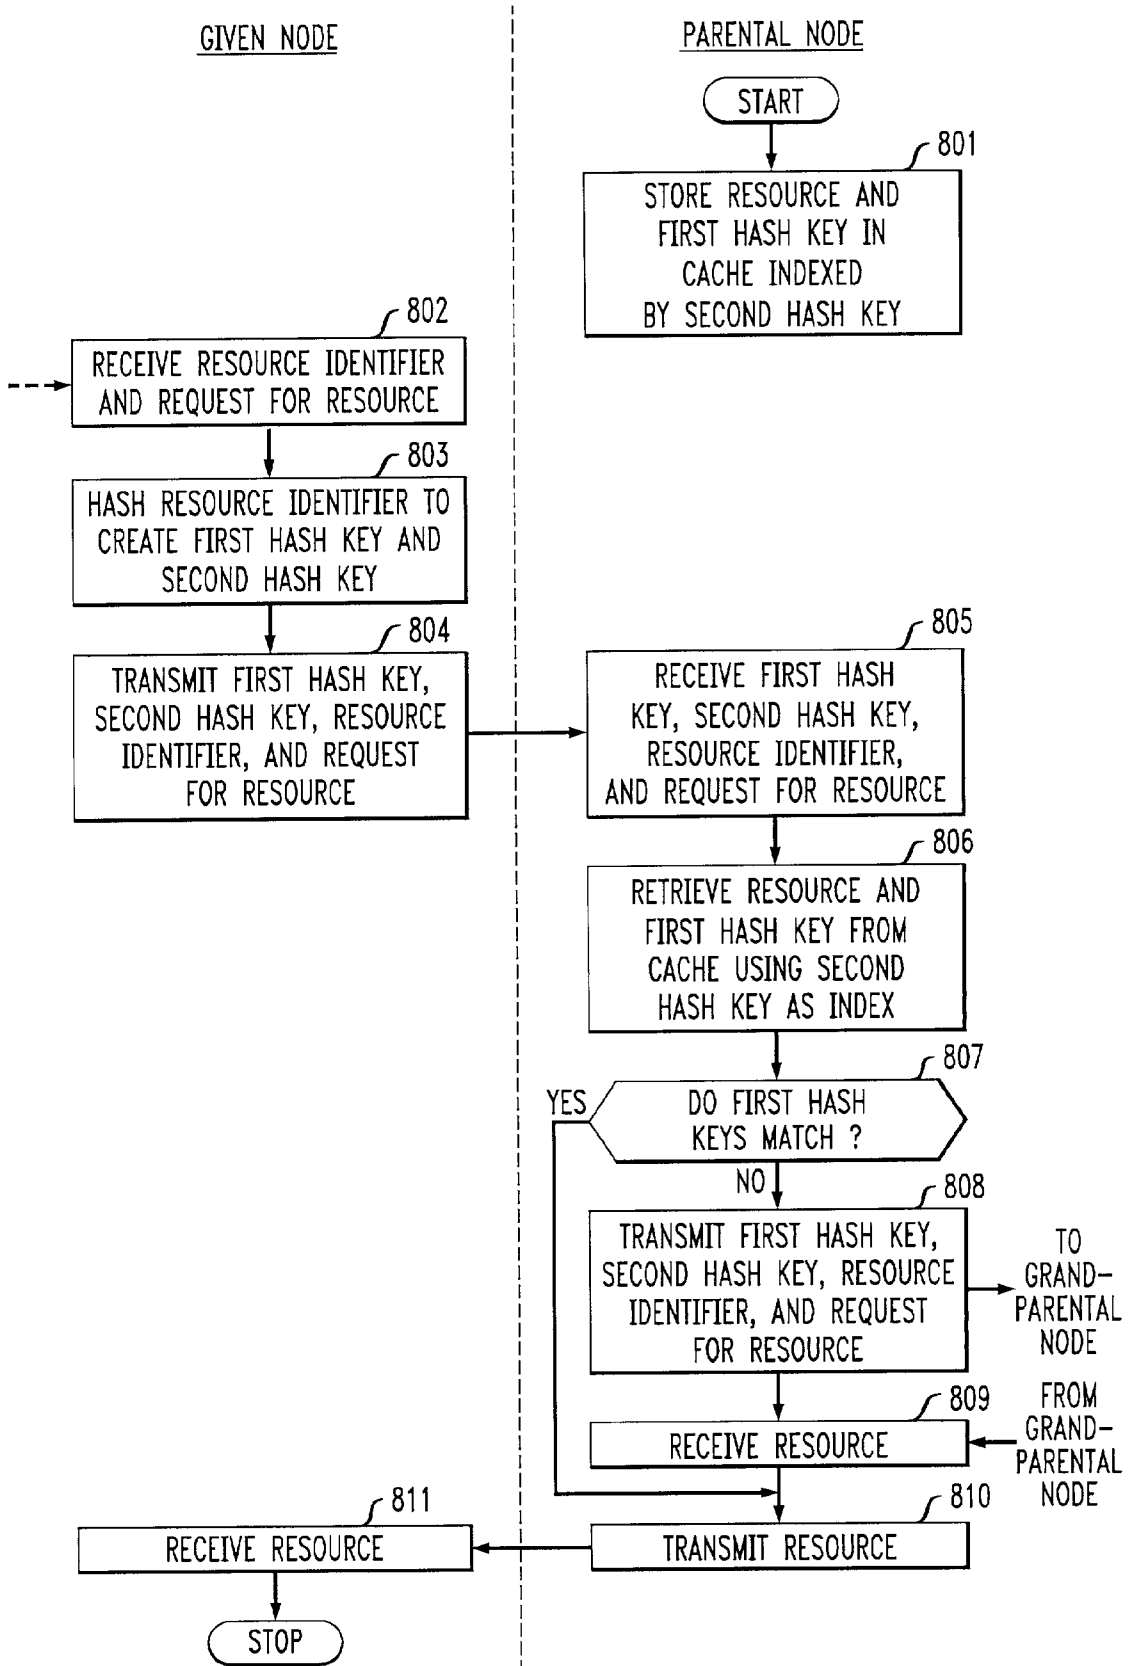 GIVEN NODE
PARENTAL NODE
START
801
STORE RESOURCE AND
FIRST HASH KEY IN
CACHE INDEXED
BY SECOND HASH KEY
802
RECEIVE RESOURCE IDENTIFIER
AND REQUEST FOR RESOURCE
803
HASH RESOURCE IDENTIFIER TO
CREATE FIRST HASH KEY AND
SECOND HASH KEY
804
TRANSMIT FIRST HASH KEY,
SECOND HASH KEY, RESOURCE
IDENTIFIER, AND REQUEST
FOR RESOURCE
805
RECEIVE FIRST HASH
KEY, SECOND HASH KEY,
RESOURCE IDENTIFIER,
AND REQUEST FOR RESOURCE
806
RETRIEVE RESOURCE AND
FIRST HASH KEY FROM
CACHE USING SECOND
HASH KEY AS INDEX
807
YES
DO FIRST HASH
KEYS MATCH ?
NO
808
TRANSMIT FIRST HASH KEY,
SECOND HASH KEY, RESOURCE
IDENTIFIER, AND REQUEST
FOR RESOURCE
TO
GRAND-
PARENTAL
NODE
809
RECEIVE RESOURCE
FROM
GRAND-
PARENTAL
NODE
810
TRANSMIT RESOURCE
811
RECEIVE RESOURCE
STOP